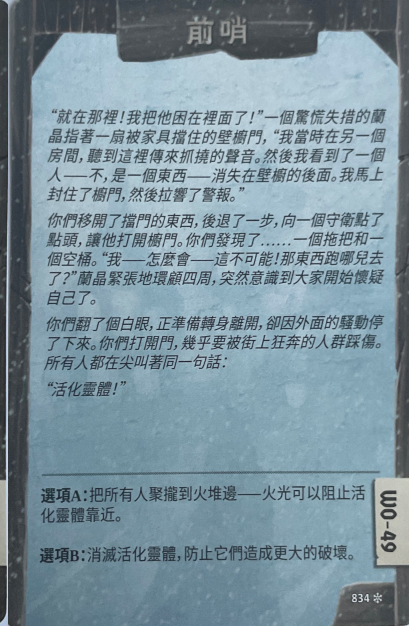 前哨
“就在那裡！我把他困在裡面了！”一個驚慌失措的蘭
晶指著一扇被家具擋住的壁櫥門，“我當時在另一個
房間，聽到這裡傳來抓撓的聲音。然後我看到了一個
人——不，是一個東西——消失在壁櫥的後面。我馬上
封住了櫥門，然後拉響了警報。”
你們移開了擋門的東西，後退了一步，向一個守衛點了
點頭，讓他打開櫥門。你們發現了……一個拖把和一
個空桶。“我——怎麼會——這不可能！那東西跑哪兒去
了？”蘭晶緊張地環顧四周，突然意識到大家開始懷疑
自己了。
你們翻了個白眼，正準備轉身離開，卻因外面的騷動停
了下來。你們打開門，幾乎要被街上狂奔的人群踩傷。
所有人都在尖叫著同一句話：
“活化靈體！”
選項A：把所有人聚攏到火堆邊——火光可以阻止活
化靈體靠近。
選項B：消滅活化靈體，防止它們造成更大的破壞。
WO-49
834